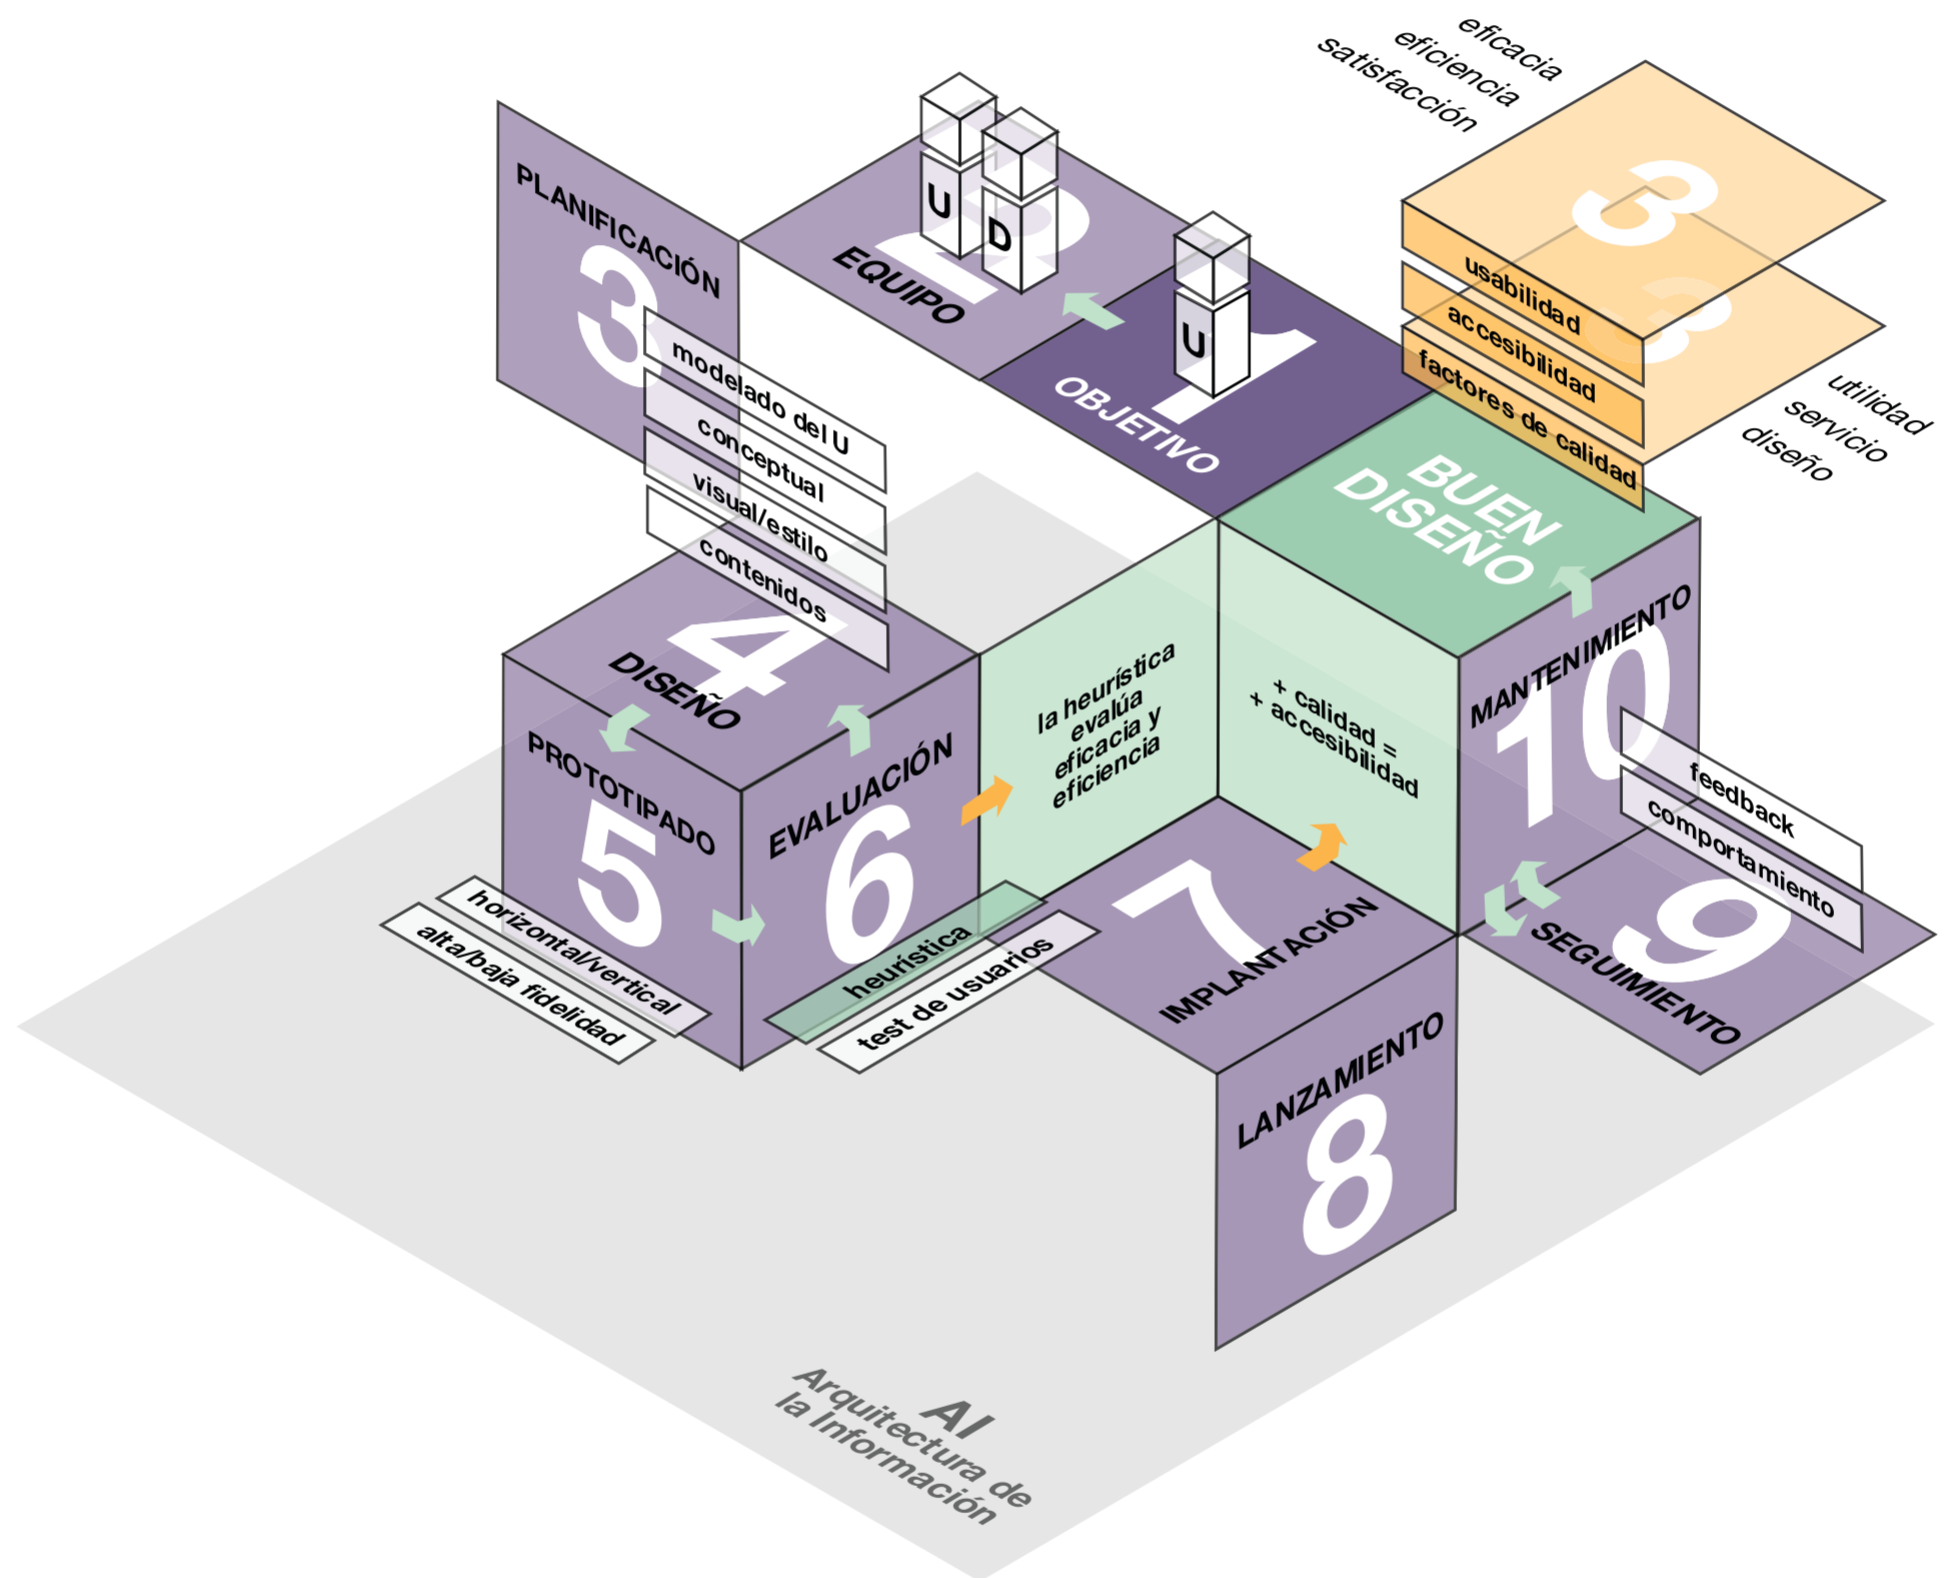 eficacia
eficiencia
satisfacción
3
3
usabilidad
accesibilidad
factores de calidad
utilidad
servicio
diseño
U
D
2
EQUIPO
U
1
OBJETIVO
PLANIFICACIÓN
3
modelado del U
conceptual
visual/estilo
contenidos
BUEN
DISEÑO
4
DISEÑO
PROTOTIPADO
5
horizontal/vertical
alta/baja fidelidad
EVALUACIÓN
6
heurística
test de usuarios
la heurística
evalúa
eficacia y
eficiencia
+ calidad =
+ accesibilidad
7
IMPLANTACIÓN
LANZAMIENTO
8
MANTENIMIENTO
10
feedback
comportamiento
9
SEGUIMIENTO
AI
Arquitectura de
la Información